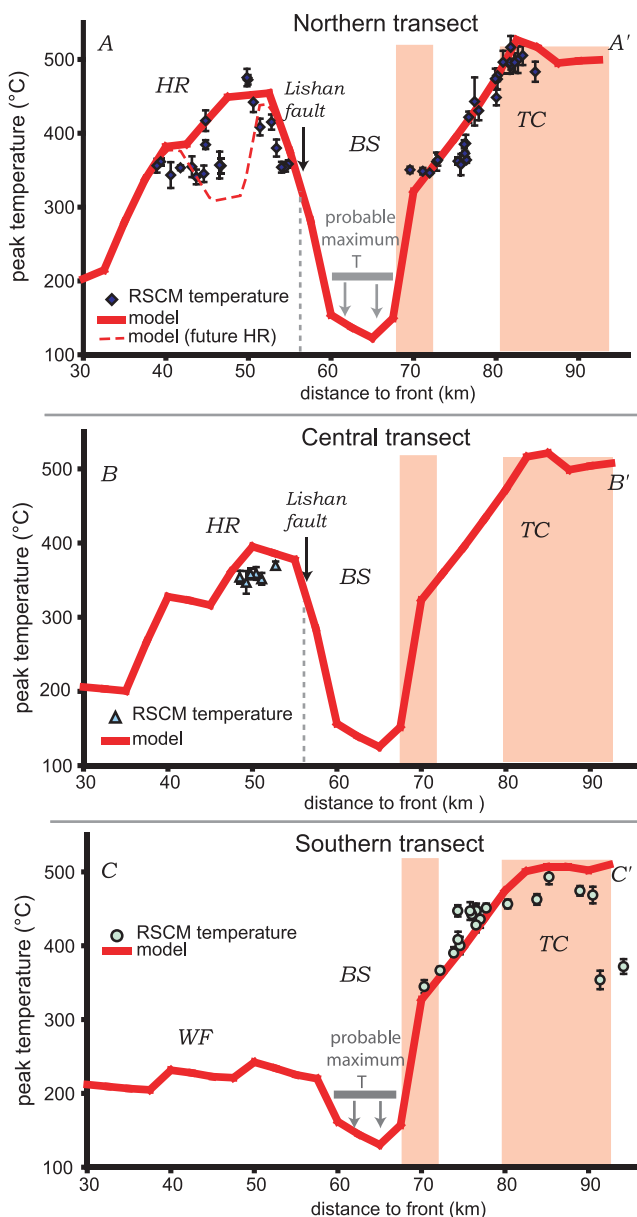 Northern transect
A
A'
HR
Lishan
fault
BS
TC
probable
maximum
T
RSCM temperature
model
model (future HR)
peak temperature (°C)
500
400
300
200
100
30
40
50
60
70
80
90
distance to front (km)
Central transect
B
B'
HR
Lishan
fault
BS
TC
RSCM temperature
model
peak temperature (°C)
500
400
300
200
100
30
40
50
60
70
80
90
distance to front (km )
Southern transect
C
C'
RSCM temperature
model
BS
TC
WF
probable
maximum
T
peak temperature (°C)
500
400
300
200
100
30
40
50
60
70
80
90
distance to front (km)